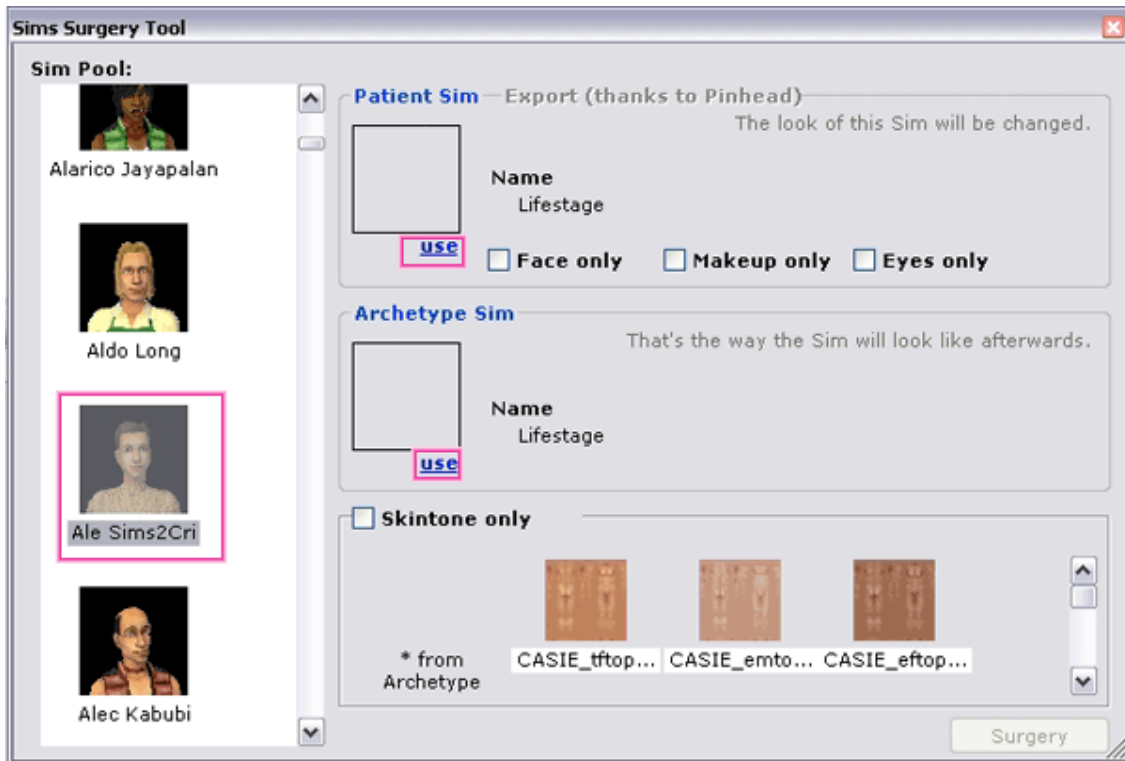 Sims Surgery Tool
Sim Pool:
Alarico Jayapalan
Aldo Long
Ale Sims2Cri
Alec Kabubi
Patient Sim Export (thanks to Pinhead)
The look of this Sim will be changed.
Name
Lifestage
use
Face only Makeup only Eyes only
Archetype Sim
That's the way the Sim will look like afterwards.
Name
Lifestage
use
Skintone only
* from
Archetype
CASIE_tftop... CASIE_emto... CASIE_eftop...
Surgery